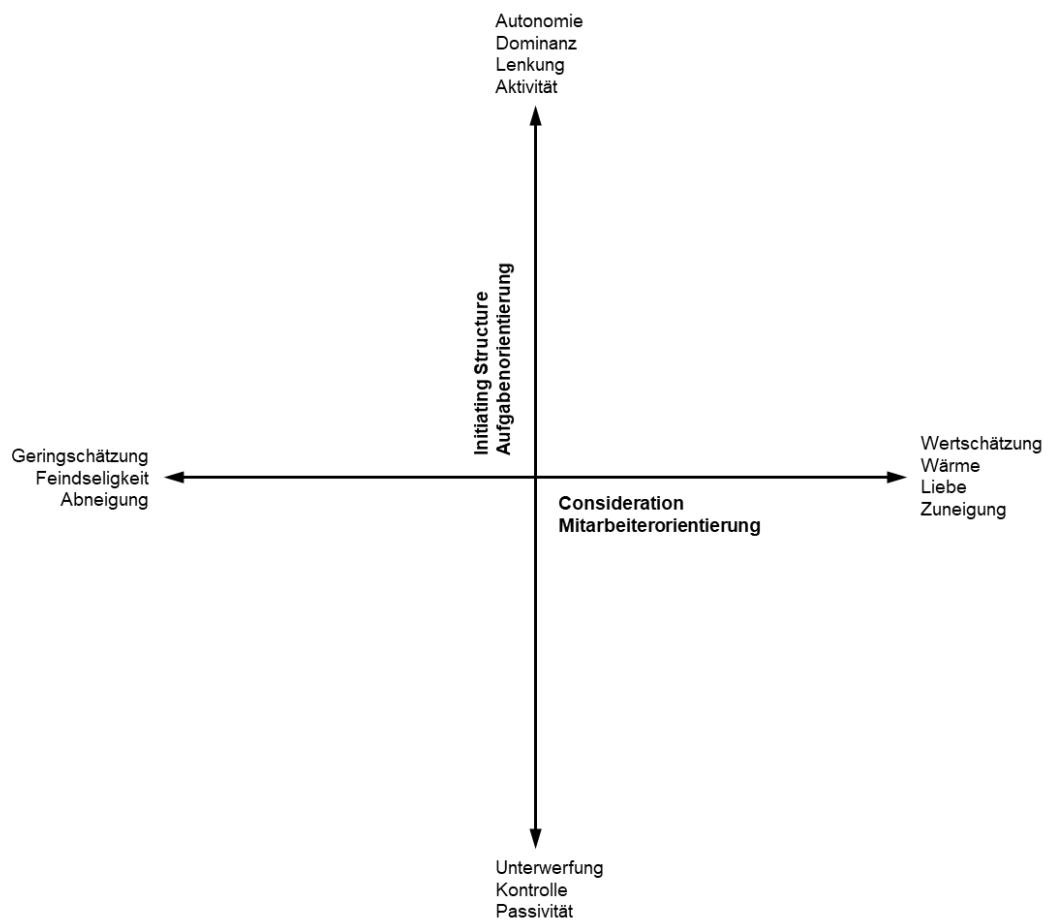 Autonomie
Dominanz
Lenkung
Aktivität
Initiating Structure
Aufgabenorientierung
Geringschätzung
Feindseligkeit
Abneigung
Wertschätzung
Wärme
Liebe
Zuneigung
Consideration
Mitarbeiterorientierung
Unterwerfung
Kontrolle
Passivität